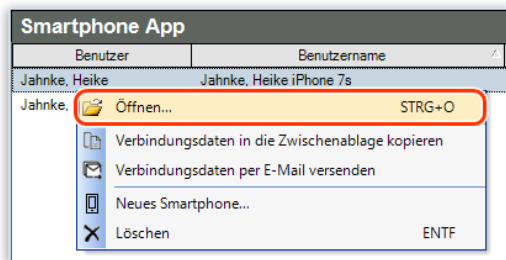 Smartphone App
Benutzer Benutzername
Jahnke, Heike Jahnke, Heike iPhone 7s
Jahnke,
Öffnen... STRG+O
Verbindungsdaten in die Zwischenablage kopieren
Verbindungsdaten per E-Mail versenden
Neues Smartphone...
Löschen ENTF